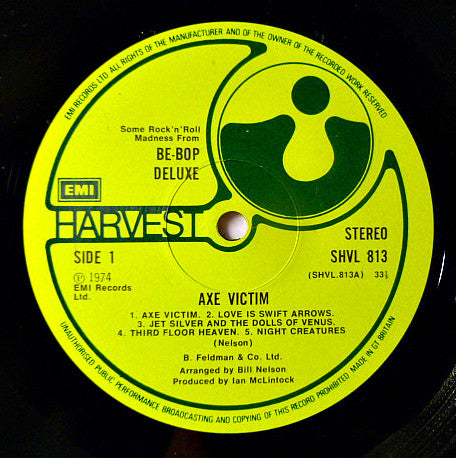 EMI RECORDS LTD. ALL RIGHTS OF THE MANUFACTURER AND OF THE OWNER OF THE RECORDED WORK RESERVED
Some Rock'n'Roll
Madness From
BE-BOP
DELUXE
EMI
HARVEST
SIDE 1
Ⓟ 1974
EMI Records
Ltd.
STEREO
SHVL 813
(SHVL.813A) 33⅓
AXE VICTIM
1. AXE VICTIM. 2. LOVE IS SWIFT ARROWS.
3. JET SILVER AND THE DOLLS OF VENUS.
4. THIRD FLOOR HEAVEN. 5. NIGHT CREATURES
(Nelson)
B. Feldman & Co. Ltd.
Arranged by Bill Nelson
Produced by Ian McLintock
UNAUTHORISED PUBLIC PERFORMANCE BROADCASTING AND COPYING OF THIS RECORD PROHIBITED MADE IN GT BRITAIN